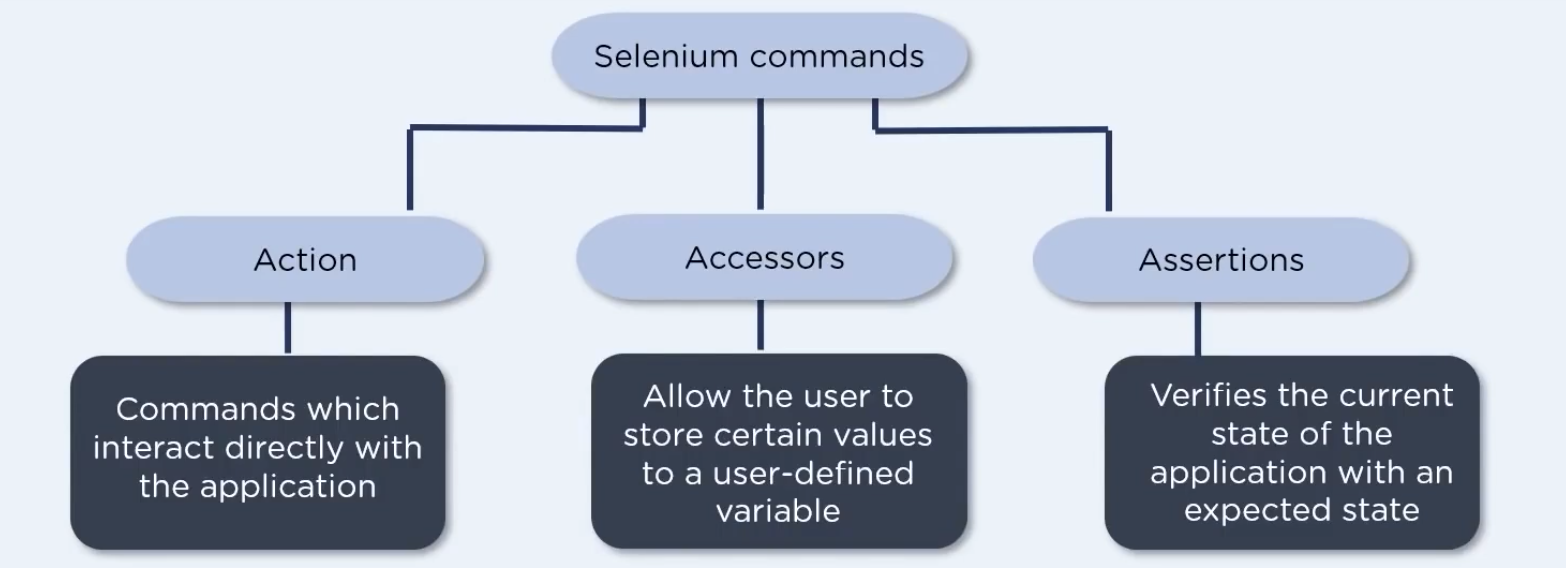 Selenium commands
Action
Accessors
Assertions
Commands which
interact directly with
the application
Allow the user to
store certain values
to a user-defined
variable
Verifies the current
state of the
application with an
expected state